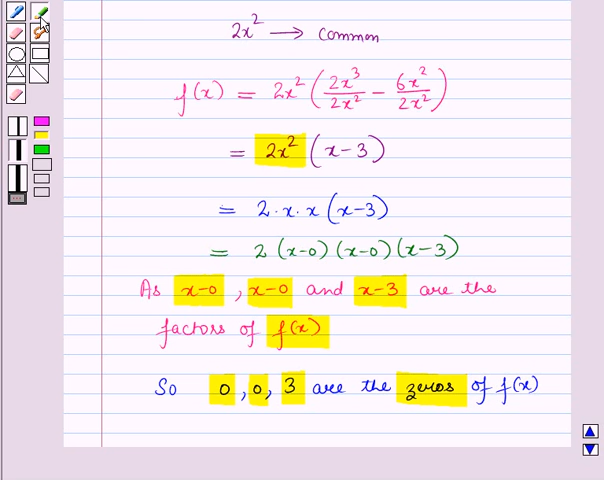 2x² → common
f(x) = 2x² (2x³/2x² − 6x²/2x²)
= 2x² (x−3)
= 2·x·x (x−3)
= 2 (x−0) (x−0) (x−3)
As x−0, x−0 and x−3 are the
factors of f(x)
So 0, 0, 3 are the zeros of f(x)